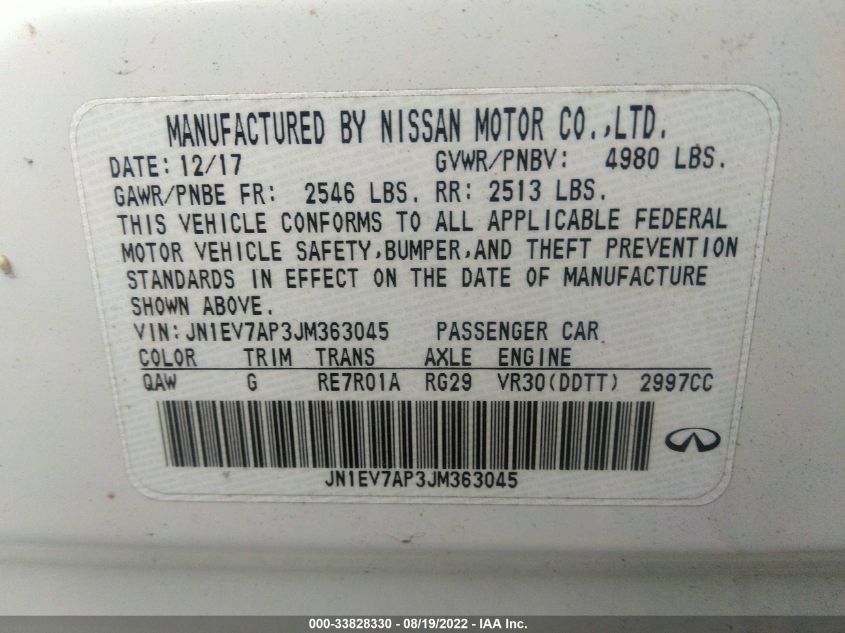 MANUFACTURED BY NISSAN MOTOR CO.,LTD.
DATE: 12/17 GVWR/PNBV: 4980 LBS.
GAWR/PNBE FR: 2546 LBS. RR: 2513 LBS.
THIS VEHICLE CONFORMS TO ALL APPLICABLE FEDERAL
MOTOR VEHICLE SAFETY,BUMPER,AND THEFT PREVENTION
STANDARDS IN EFFECT ON THE DATE OF MANUFACTURE
SHOWN ABOVE.
VIN:JN1EV7AP3JM363045 PASSENGER CAR
COLOR TRIM TRANS AXLE ENGINE
QAW G RE7R01A RG29 VR30(DDTT) 2997CC
JN1EV7AP3JM363045
000-33828330 - 08/19/2022 - IAA Inc.